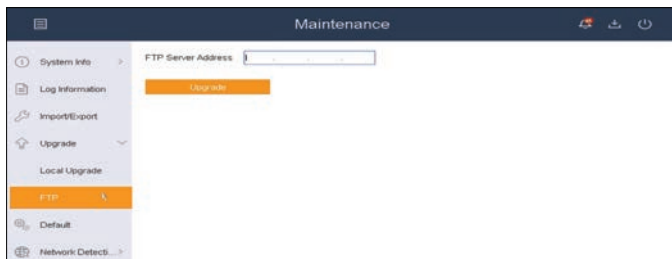 Maintenance
System Info
FTP Server Address
Log Information
Upgrade
Import/Export
Upgrade
Local Upgrade
FTP
Default
Network Detecti...